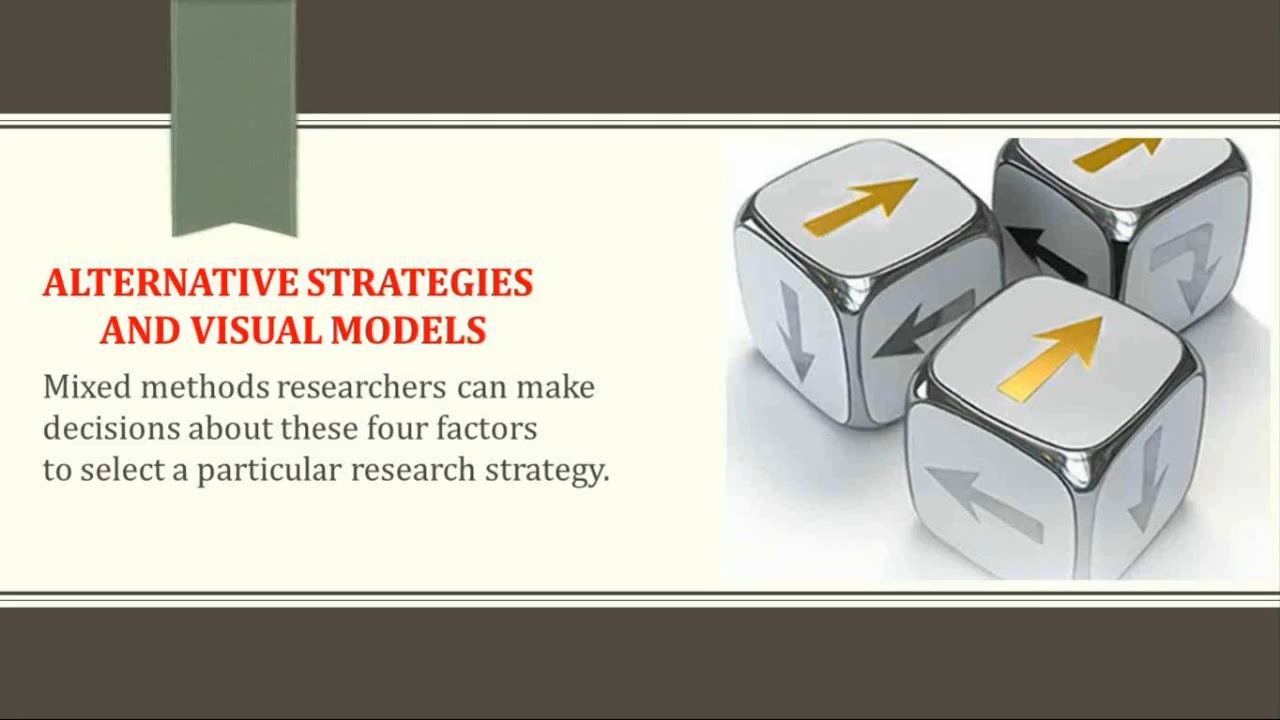 ALTERNATIVE STRATEGIES
AND VISUAL MODELS
Mixed methods researchers can make
decisions about these four factors
to select a particular research strategy.